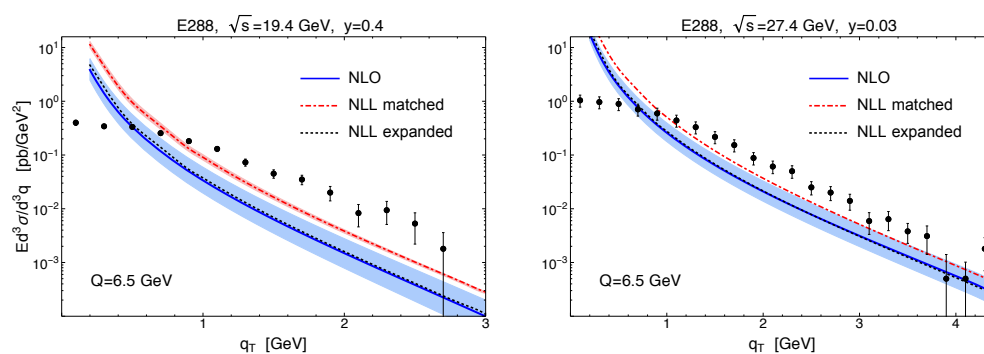 E288, √s=19.4 GeV, y=0.4
Ed³σ/d³q [pb/GeV²]
10¹
10⁰
10⁻¹
10⁻²
10⁻³
NLO
NLL matched
NLL expanded
Q=6.5 GeV
1
2
3
q_T [GeV]
E288, √s=27.4 GeV, y=0.03
10¹
10⁰
10⁻¹
10⁻²
10⁻³
NLO
NLL matched
NLL expanded
Q=6.5 GeV
1
2
3
4
q_T [GeV]